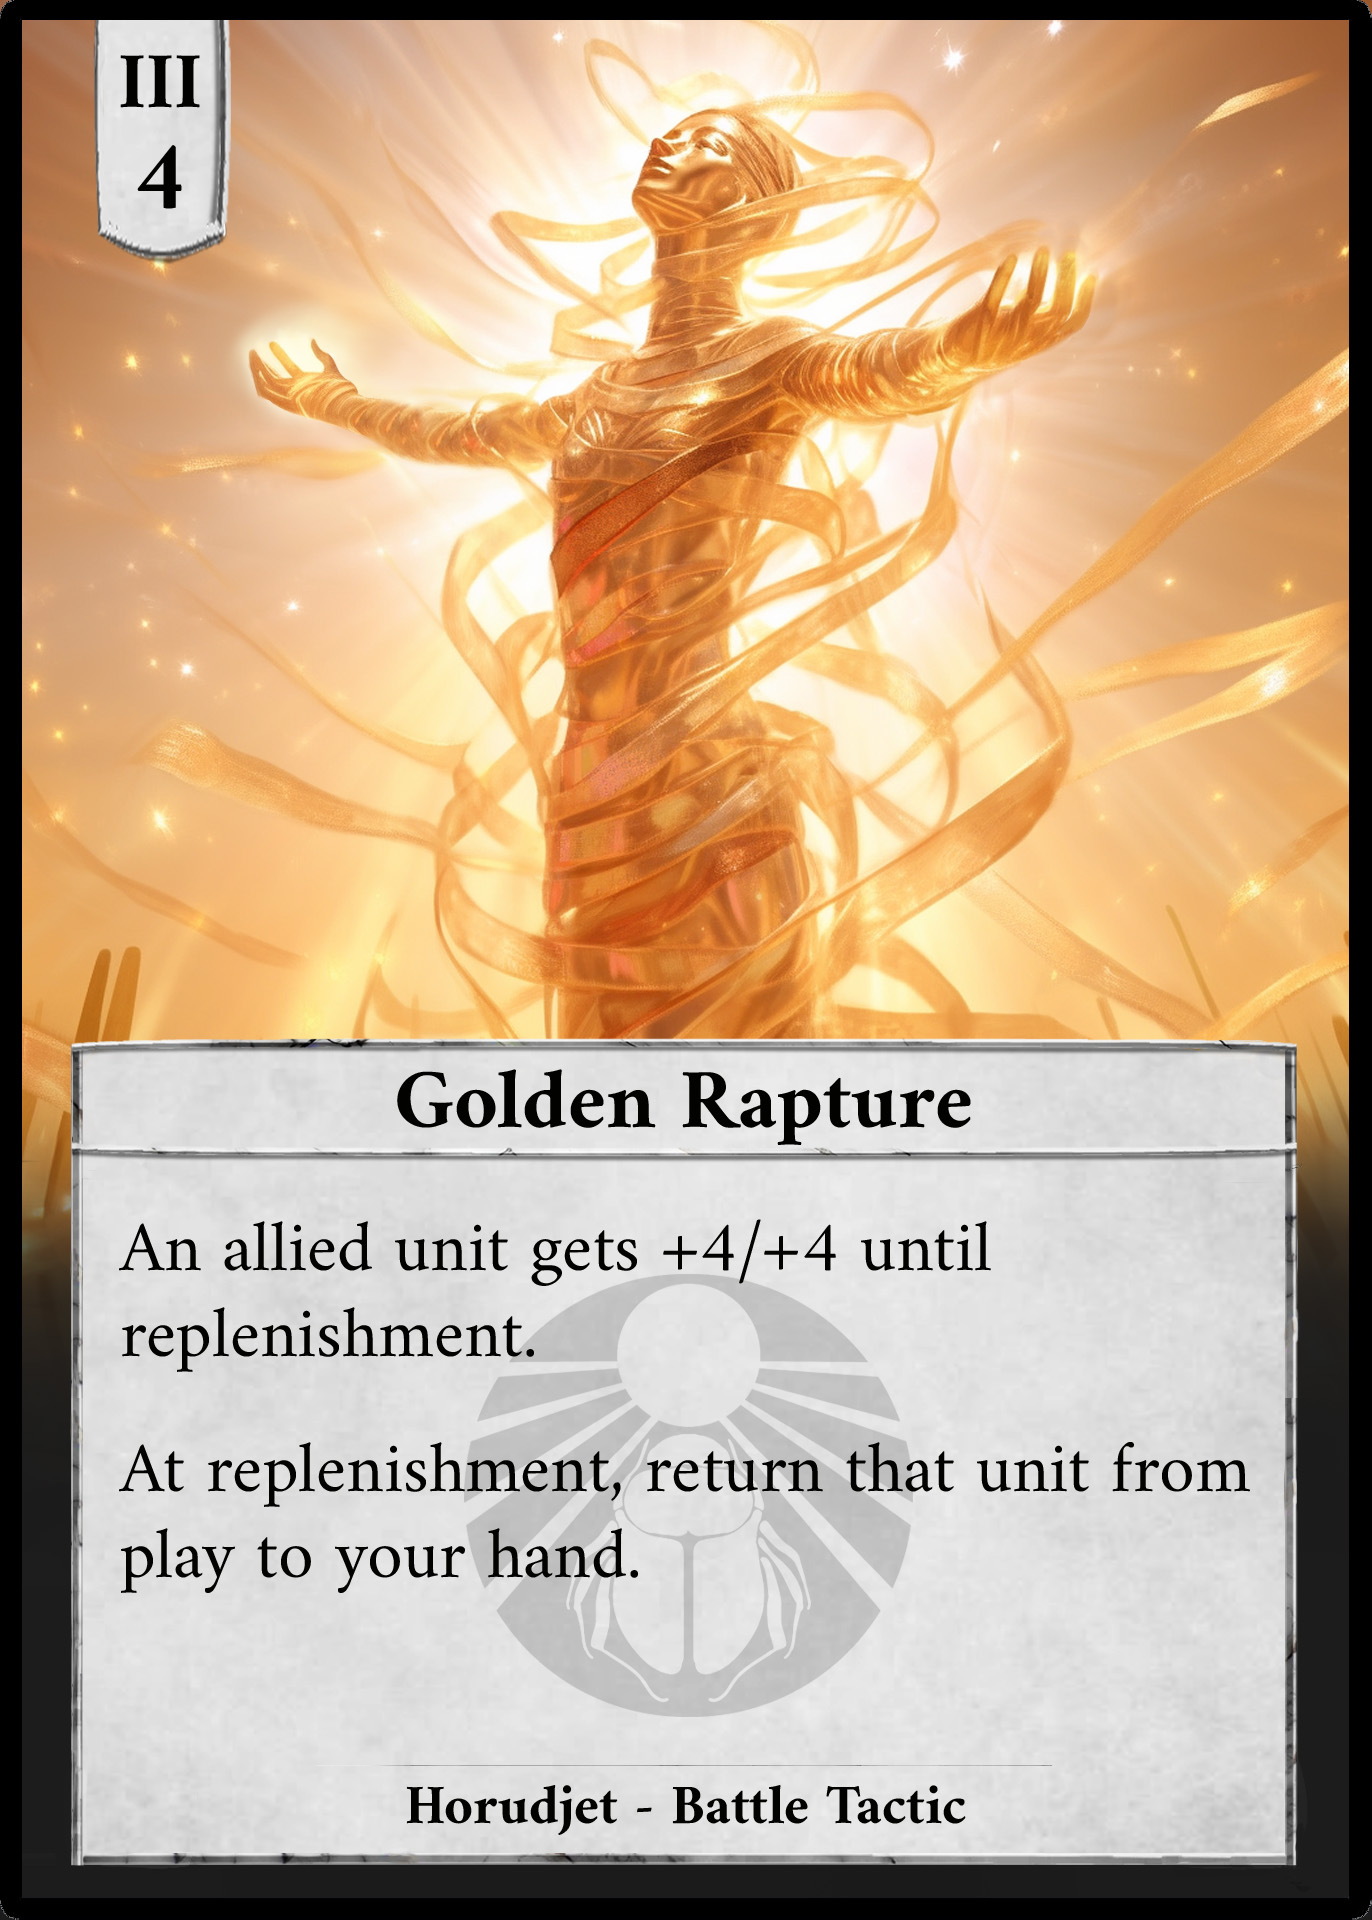 III
4
Golden Rapture
An allied unit gets +4/+4 until
replenishment.
At replenishment, return that unit from
play to your hand.
Horudjet - Battle Tactic